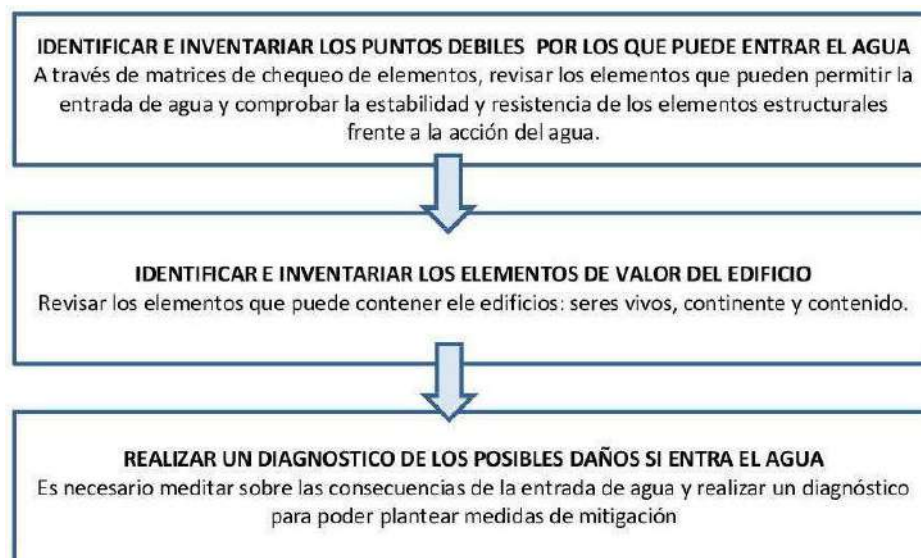 IDENTIFICAR E INVENTARIAR LOS PUNTOS DEBILES POR LOS QUE PUEDE ENTRAR EL AGUA
A través de matrices de chequeo de elementos, revisar los elementos que pueden permitir la
entrada de agua y comprobar la estabilidad y resistencia de los elementos estructurales
frente a la acción del agua.
IDENTIFICAR E INVENTARIAR LOS ELEMENTOS DE VALOR DEL EDIFICIO
Revisar los elementos que puede contener ele edificios: seres vivos, continente y contenido.
REALIZAR UN DIAGNOSTICO DE LOS POSIBLES DAÑOS SI ENTRA EL AGUA
Es necesario meditar sobre las consecuencias de la entrada de agua y realizar un diagnóstico
para poder plantear medidas de mitigación